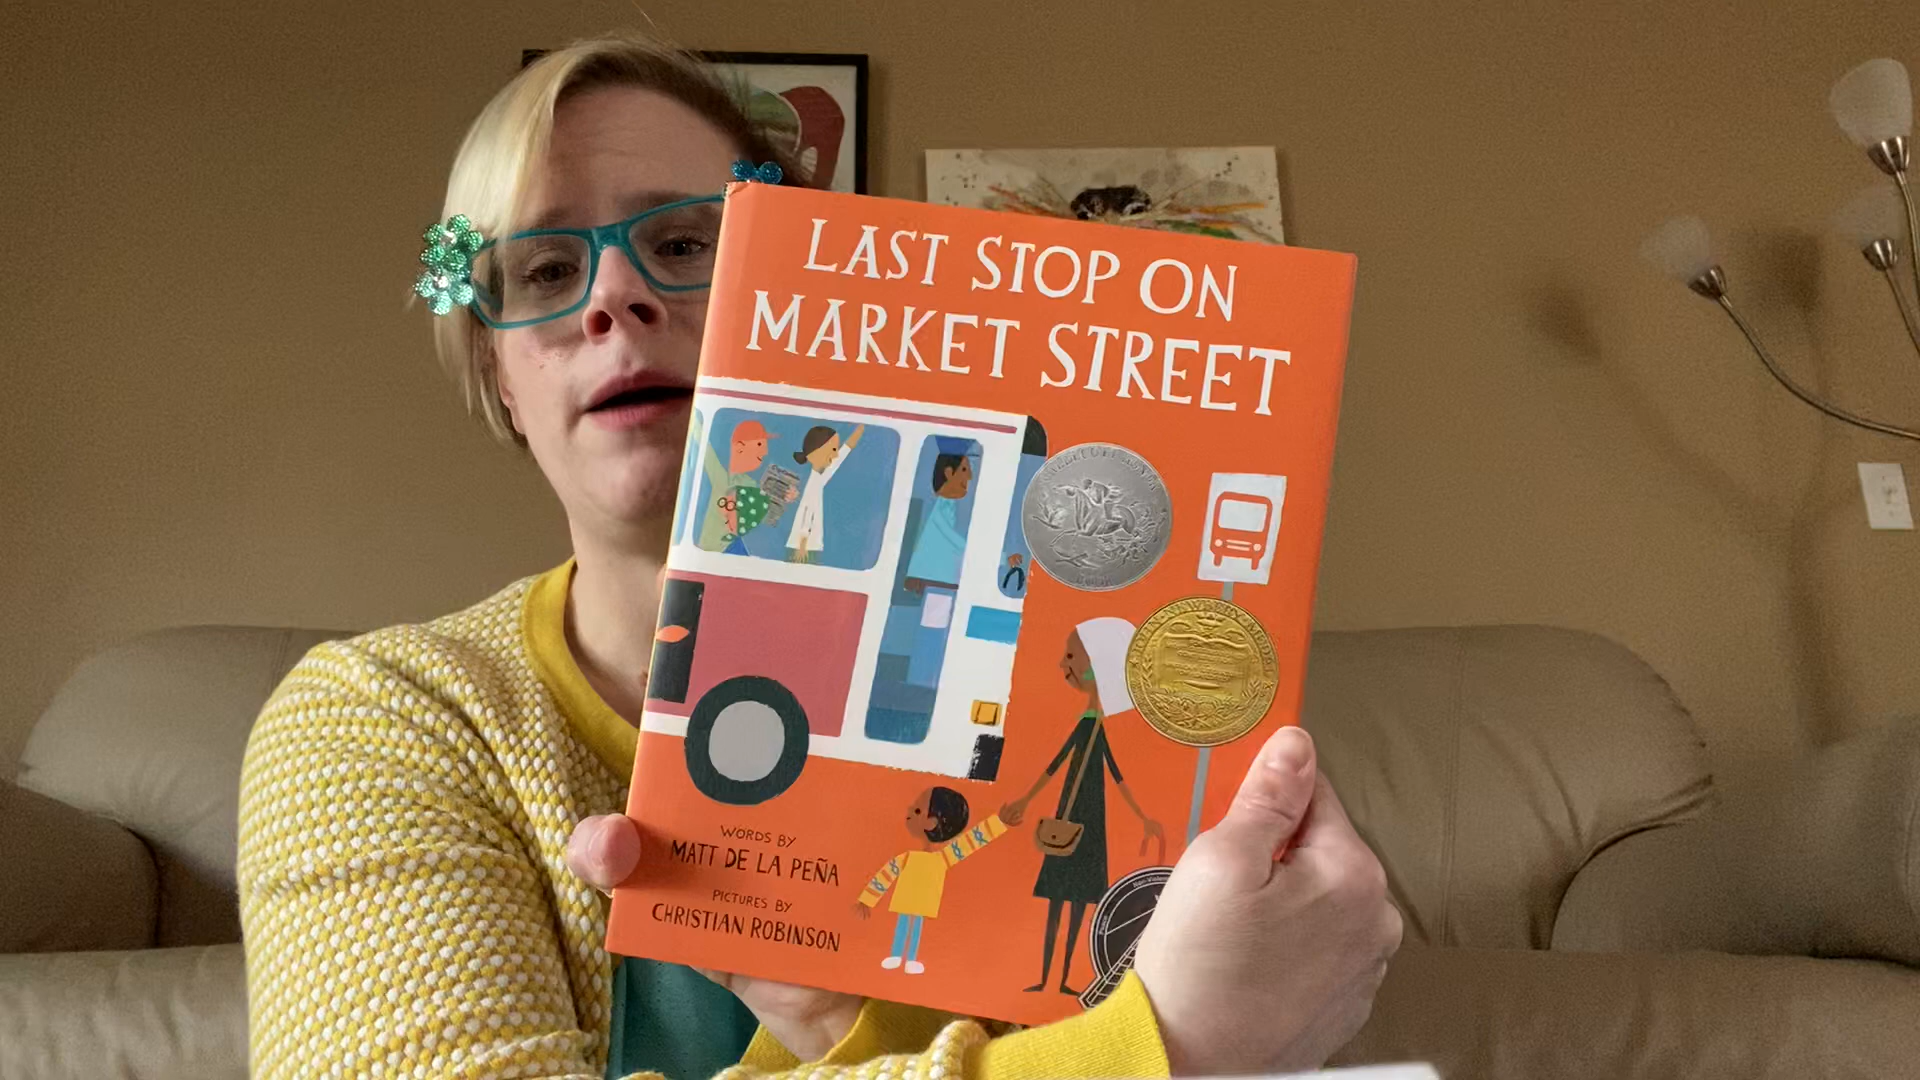 LAST STOP ON
MARKET STREET
WORDS BY
MATT DE LA PEÑA
PICTURES BY
CHRISTIAN ROBINSON